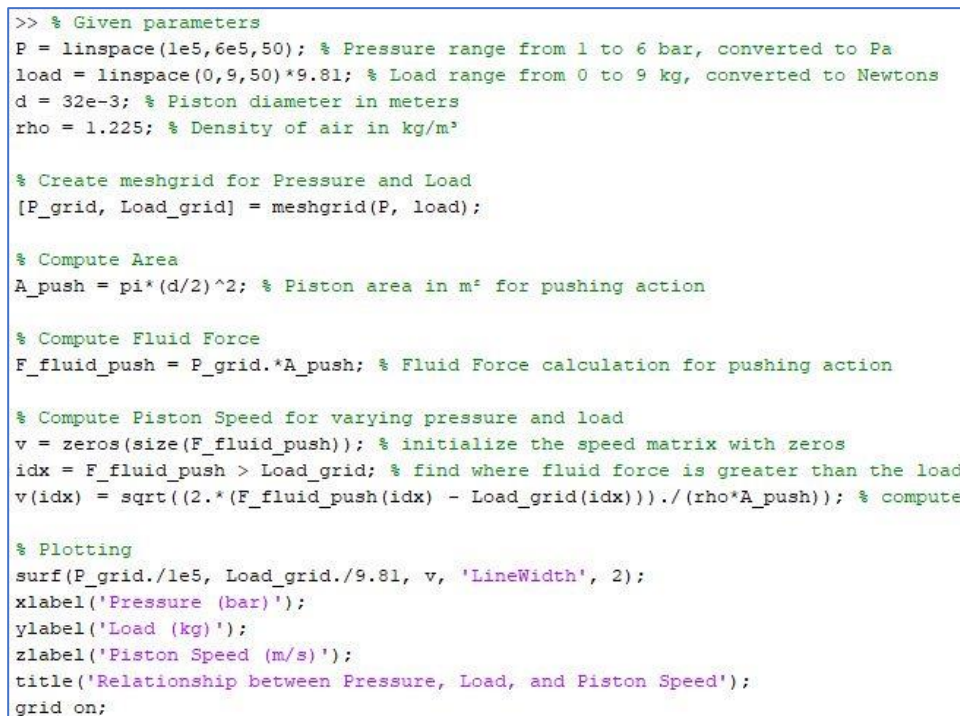 >> % Given parameters
P = linspace(1e5,6e5,50); % Pressure range from 1 to 6 bar, converted to Pa
load = linspace(0,9,50)*9.81; % Load range from 0 to 9 kg, converted to Newtons
d = 32e-3; % Piston diameter in meters
rho = 1.225; % Density of air in kg/m³
% Create meshgrid for Pressure and Load
[P_grid, Load_grid] = meshgrid(P, load);
% Compute Area
A_push = pi*(d/2)^2; % Piston area in m² for pushing action
% Compute Fluid Force
F_fluid_push = P_grid.*A_push; % Fluid Force calculation for pushing action
% Compute Piston Speed for varying pressure and load
v = zeros(size(F_fluid_push)); % initialize the speed matrix with zeros
idx = F_fluid_push > Load_grid; % find where fluid force is greater than the load
v(idx) = sqrt((2.*(F_fluid_push(idx) - Load_grid(idx)))./(rho*A_push)); % compute
% Plotting
surf(P_grid./1e5, Load_grid./9.81, v, 'LineWidth', 2);
xlabel('Pressure (bar)');
ylabel('Load (kg)');
zlabel('Piston Speed (m/s)');
title('Relationship between Pressure, Load, and Piston Speed');
grid on;